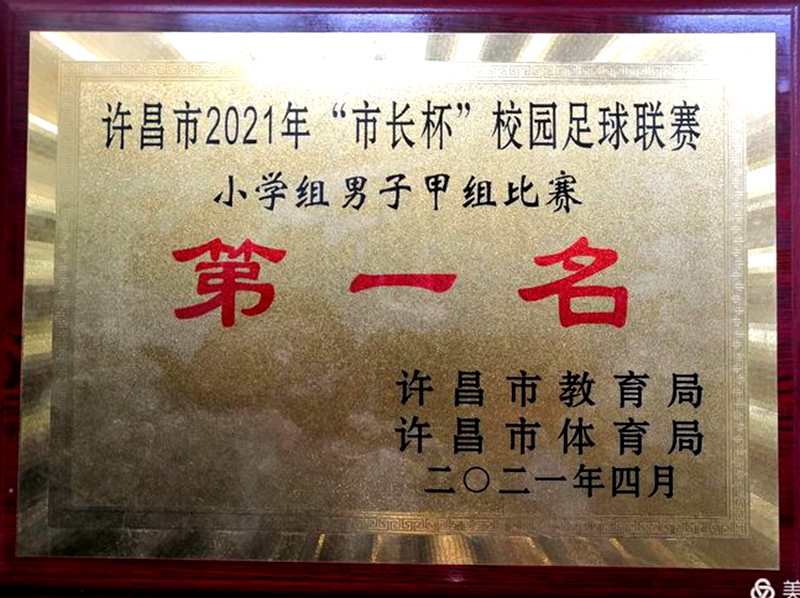 许昌市2021年“市长杯”校园足球联赛
小学组男子甲组比赛
第一名
许昌市教育局
许昌市体育局
二〇二一年四月
美